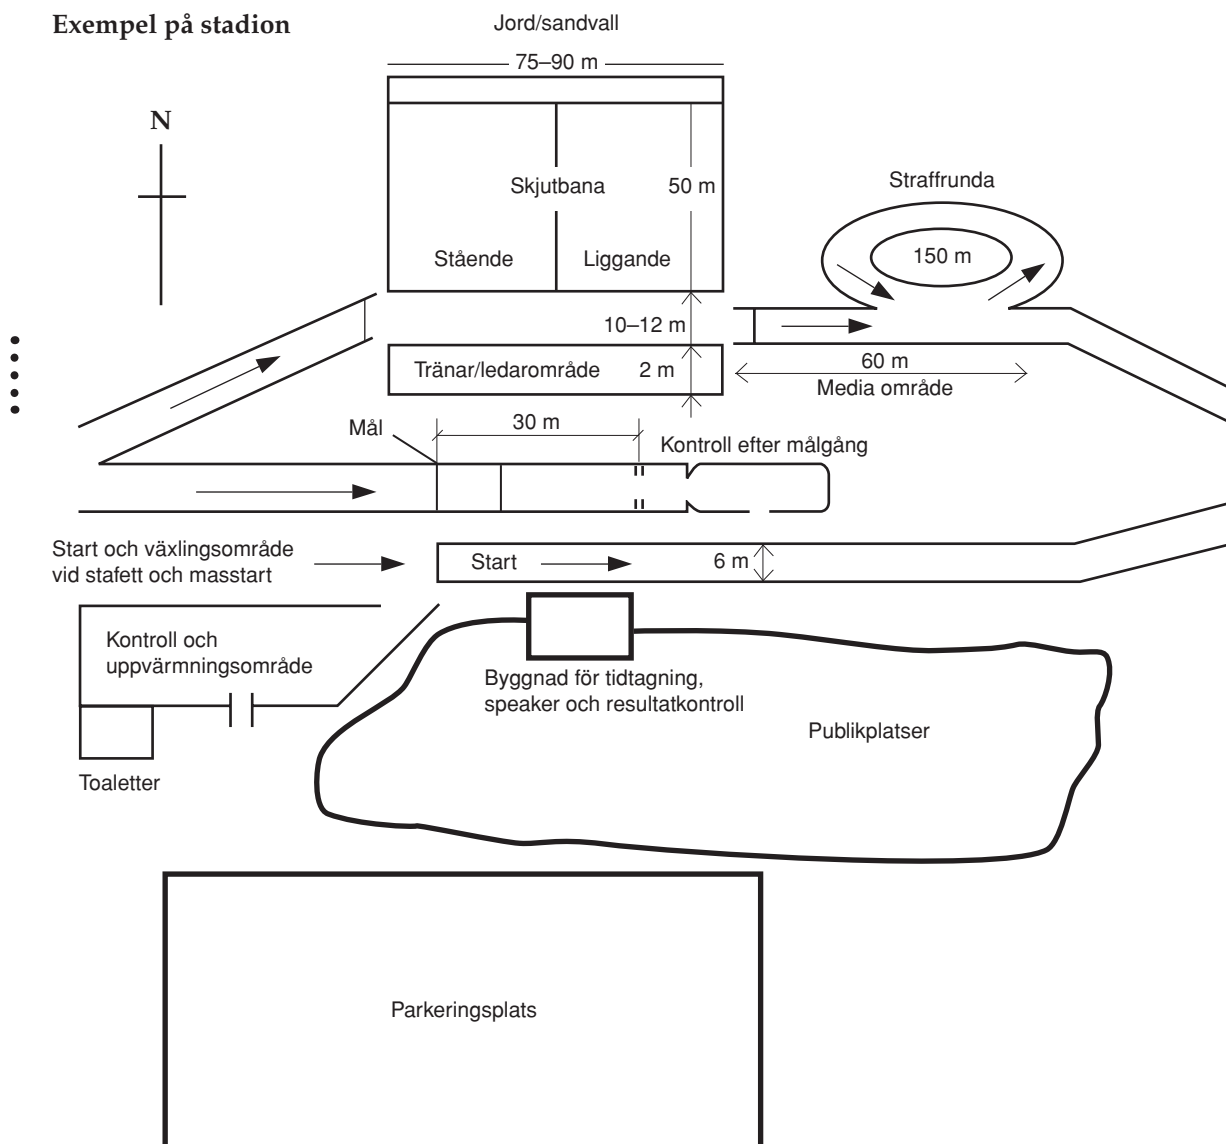 Exempel på stadion
Jord/sandvall
75–90 m
N
Straffrunda
Skjutbana
50 m
150 m
Stående
Liggande
10–12 m
Tränar/ledarområde
2 m
60 m
Media område
Mål
30 m
Kontroll efter målgång
Start och växlingsområde
vid stafett och masstart
Start
6 m
Kontroll och
uppvärmningsområde
Byggnad för tidtagning,
speaker och resultatkontroll
Publikplatser
Toaletter
Parkeringsplats